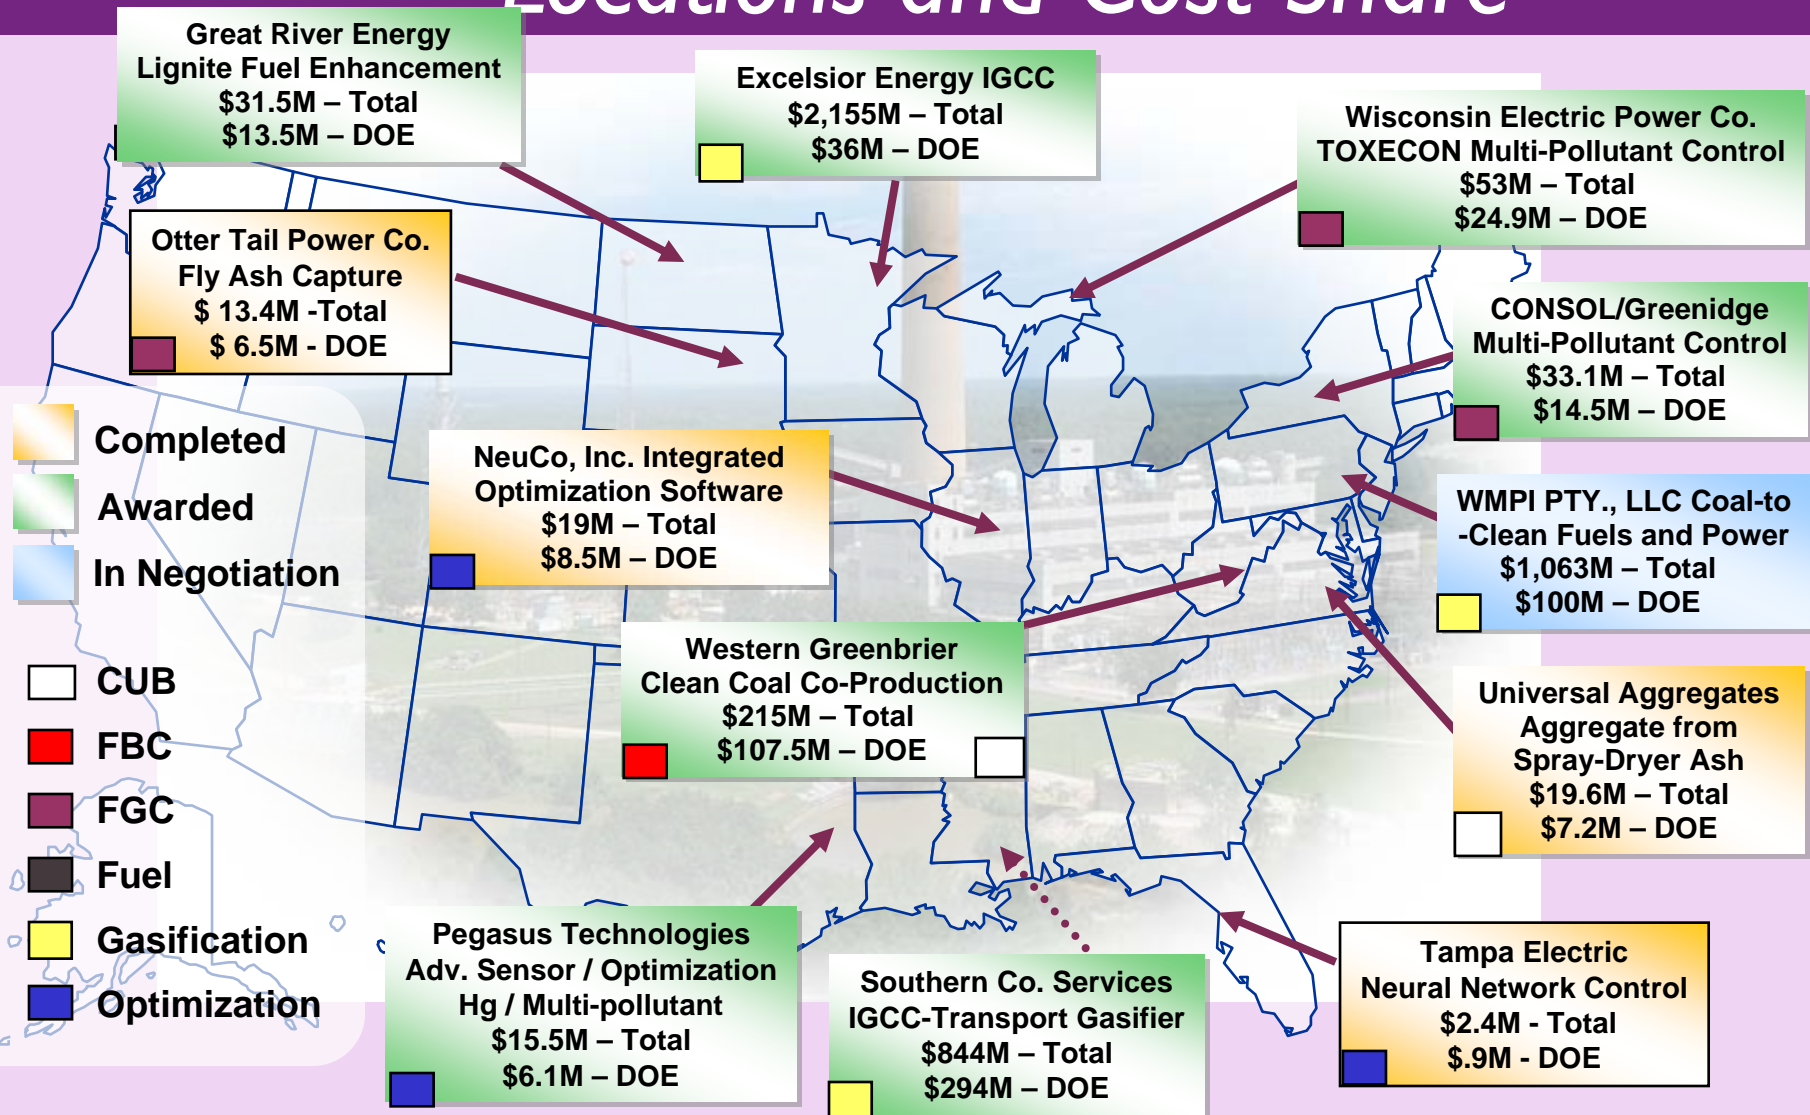 Locations and Cost Share
Great River Energy
Lignite Fuel Enhancement
$31.5M – Total
$13.5M – DOE
Excelsior Energy IGCC
$2,155M – Total
$36M – DOE
Wisconsin Electric Power Co.
TOXECON Multi-Pollutant Control
$53M – Total
$24.9M – DOE
Otter Tail Power Co.
Fly Ash Capture
$ 13.4M -Total
$ 6.5M - DOE
CONSOL/Greenidge
Multi-Pollutant Control
$33.1M – Total
$14.5M – DOE
Completed
Awarded
In Negotiation
NeuCo, Inc. Integrated
Optimization Software
$19M – Total
$8.5M – DOE
WMPI PTY., LLC Coal-to
-Clean Fuels and Power
$1,063M – Total
$100M – DOE
Western Greenbrier
Clean Coal Co-Production
$215M – Total
$107.5M – DOE
Universal Aggregates
Aggregate from
Spray-Dryer Ash
$19.6M – Total
$7.2M – DOE
CUB
FBC
FGC
Fuel
Gasification
Optimization
Pegasus Technologies
Adv. Sensor / Optimization
Hg / Multi-pollutant
$15.5M – Total
$6.1M – DOE
Southern Co. Services
IGCC-Transport Gasifier
$844M – Total
$294M – DOE
Tampa Electric
Neural Network Control
$2.4M - Total
$.9M - DOE